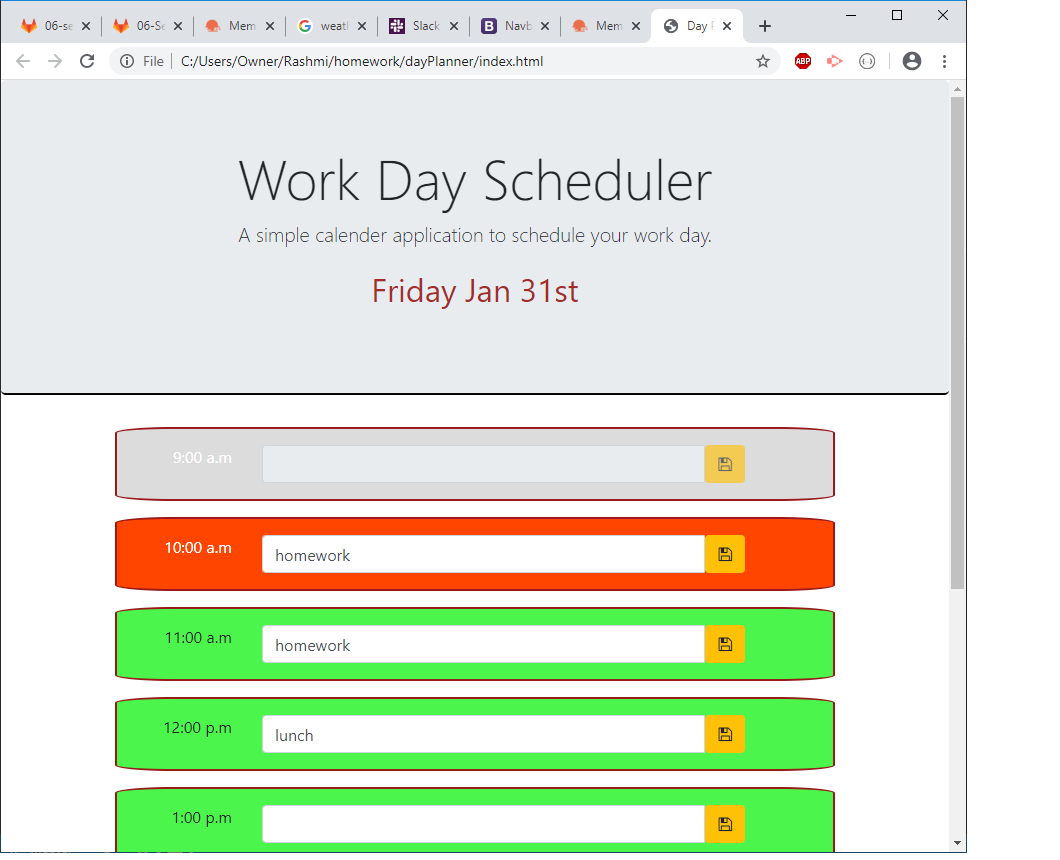 06-se
06-Se
Mem
weath
Slack
Navb
Mem
Day
File
C:/Users/Owner/Rashmi/homework/dayPlanner/index.html
ABP
Work Day Scheduler
A simple calender application to schedule your work day.
Friday Jan 31st
9:00 a.m
10:00 a.m homework
11:00 a.m homework
12:00 p.m lunch
1:00 p.m